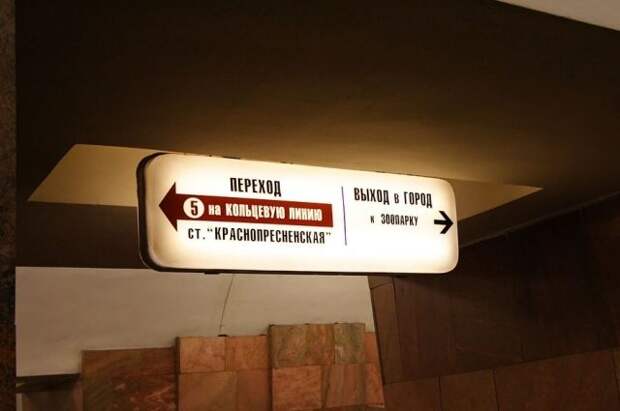 ПЕРЕХОД
5 на КОЛЬЦЕВУЮ ЛИНИЮ
ст. "КРАСНОПРЕСНЕНСКАЯ"
ВЫХОД в ГОРОД
к ЗООПАРКУ